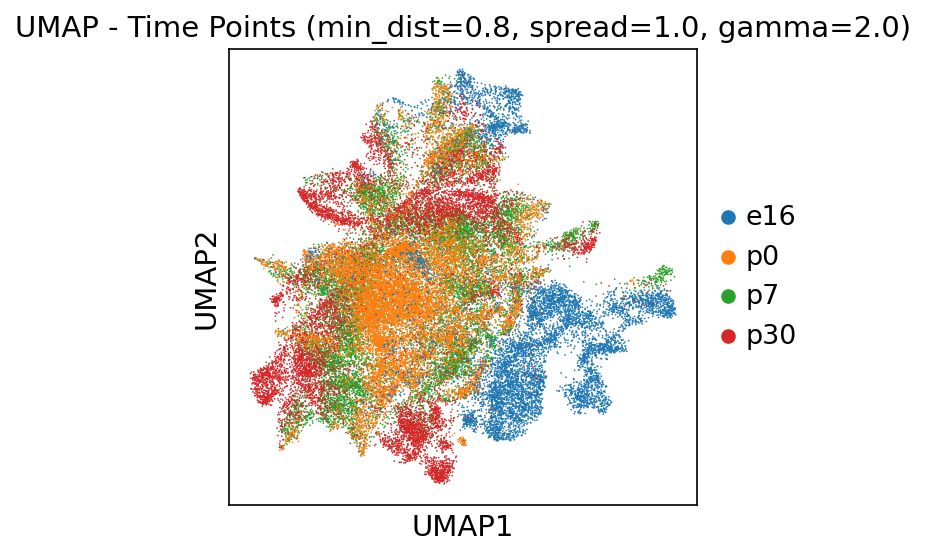 UMAP - Time Points (min_dist=0.8, spread=1.0, gamma=2.0)
UMAP2
e16
p0
p7
p30
UMAP1